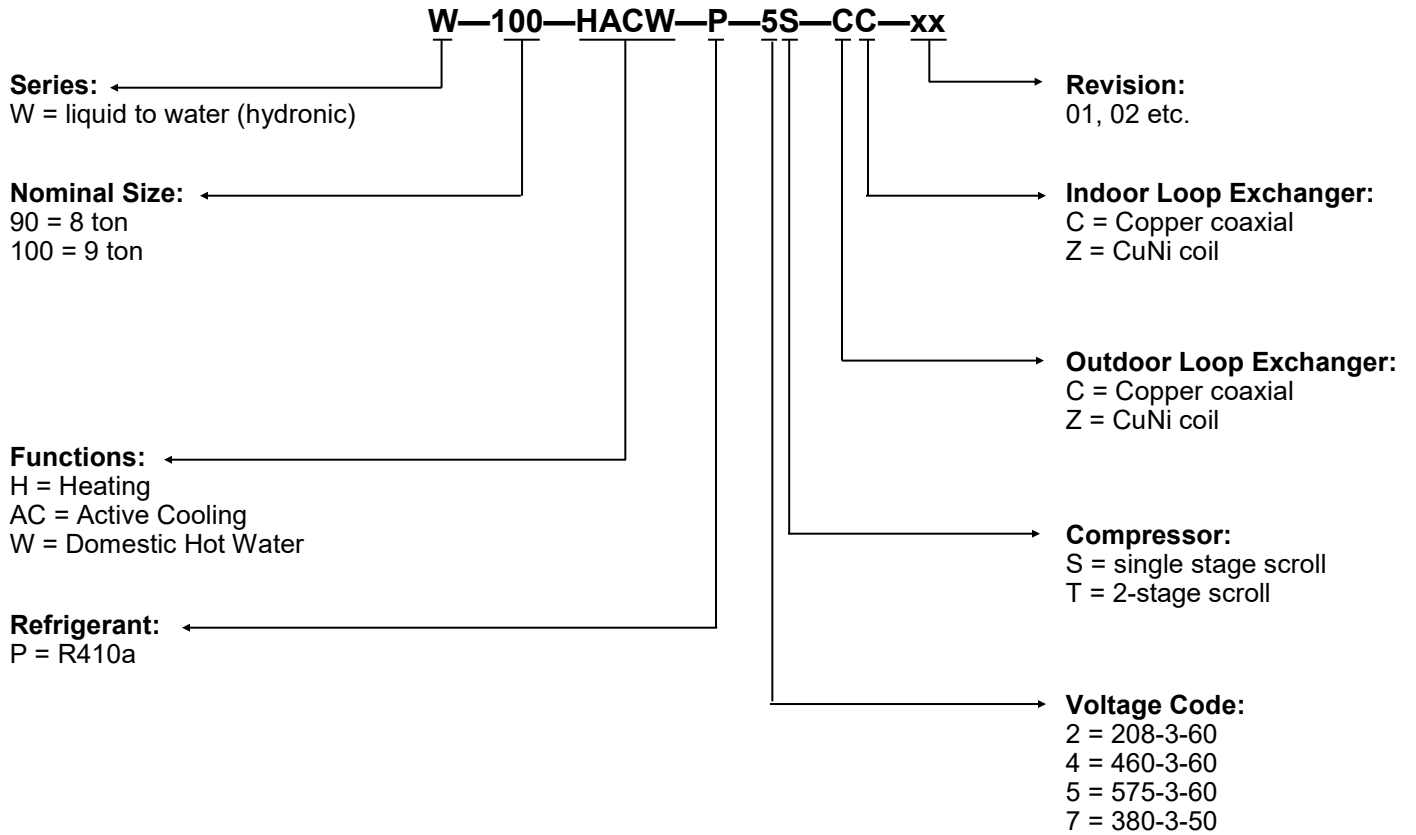 W—100—HACW—P—5S—CC—xx
Series:
W = liquid to water (hydronic)
Nominal Size:
90 = 8 ton
100 = 9 ton
Functions:
H = Heating
AC = Active Cooling
W = Domestic Hot Water
Refrigerant:
P = R410a
Revision:
01, 02 etc.
Indoor Loop Exchanger:
C = Copper coaxial
Z = CuNi coil
Outdoor Loop Exchanger:
C = Copper coaxial
Z = CuNi coil
Compressor:
S = single stage scroll
T = 2-stage scroll
Voltage Code:
2 = 208-3-60
4 = 460-3-60
5 = 575-3-60
7 = 380-3-50